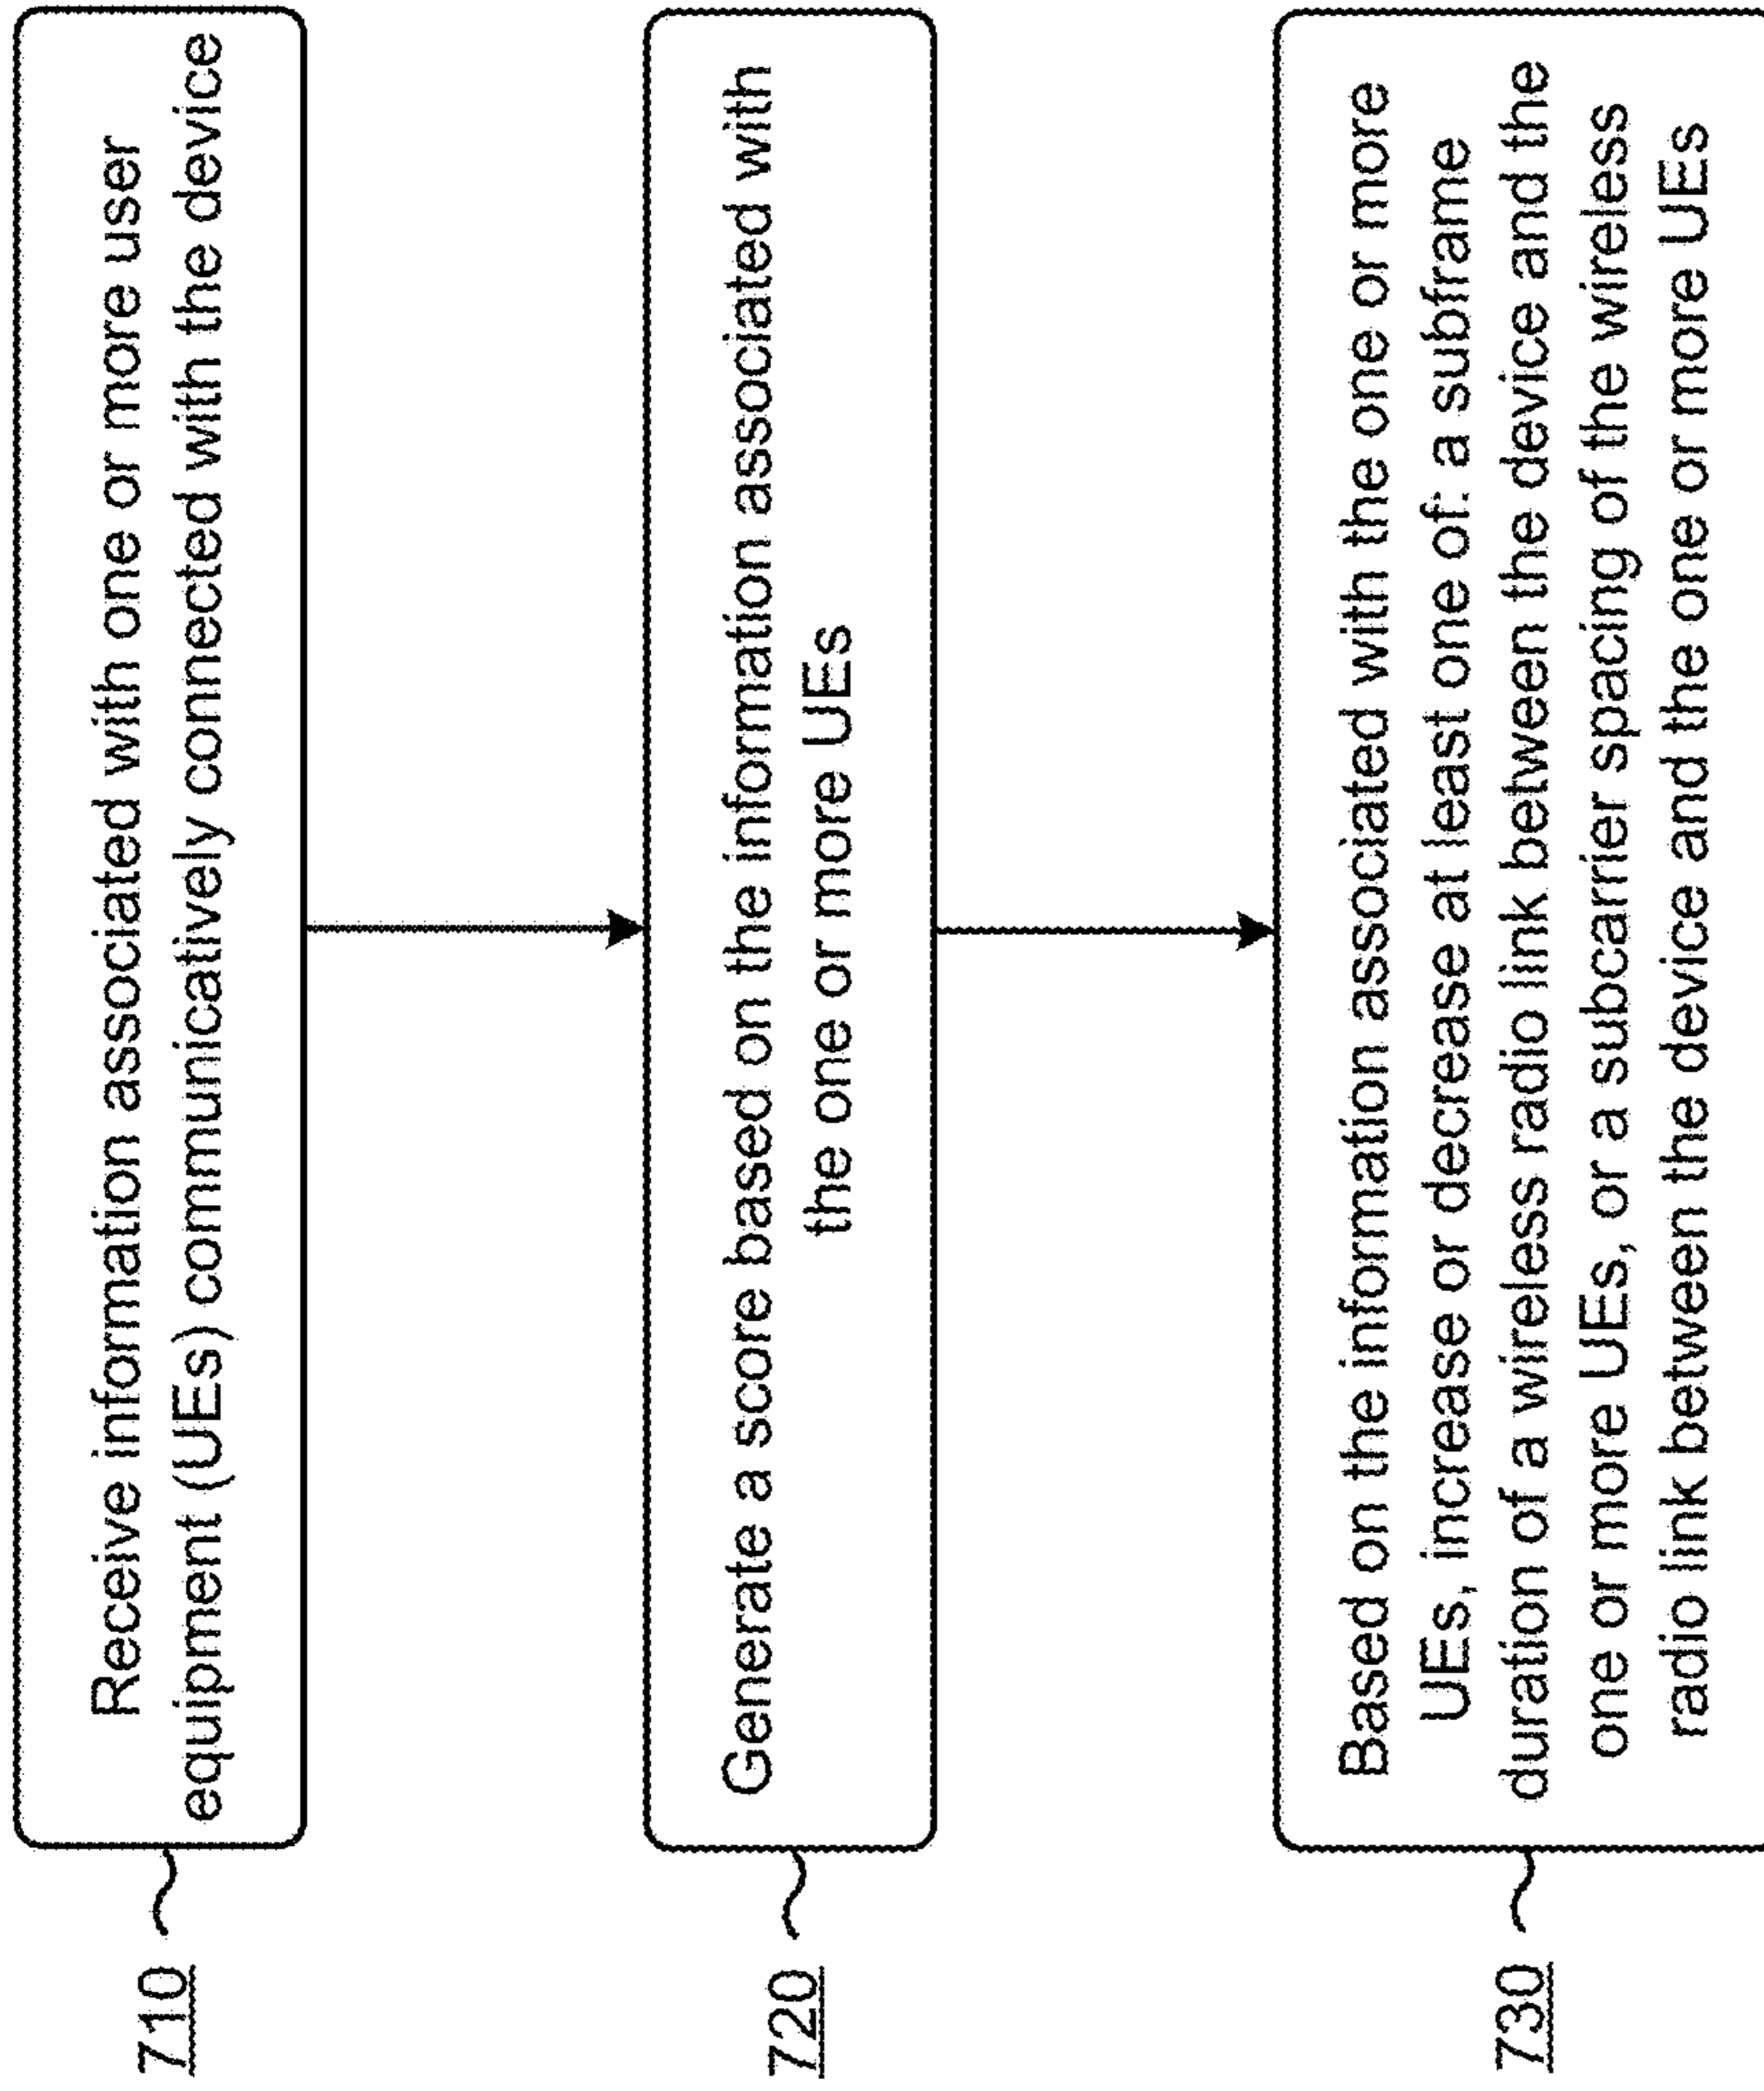 710
Receive information associated with one or more user
equipment (UEs) communicatively connected with the device
720
Generate a score based on the information associated with
the one or more UEs
730
Based on the information associated with the one or more
UEs, increase or decrease at least one of: a subframe
duration of a wireless radio link between the device and the
one or more UEs, or a subcarrier spacing of the wireless
radio link between the device and the one or more UEs